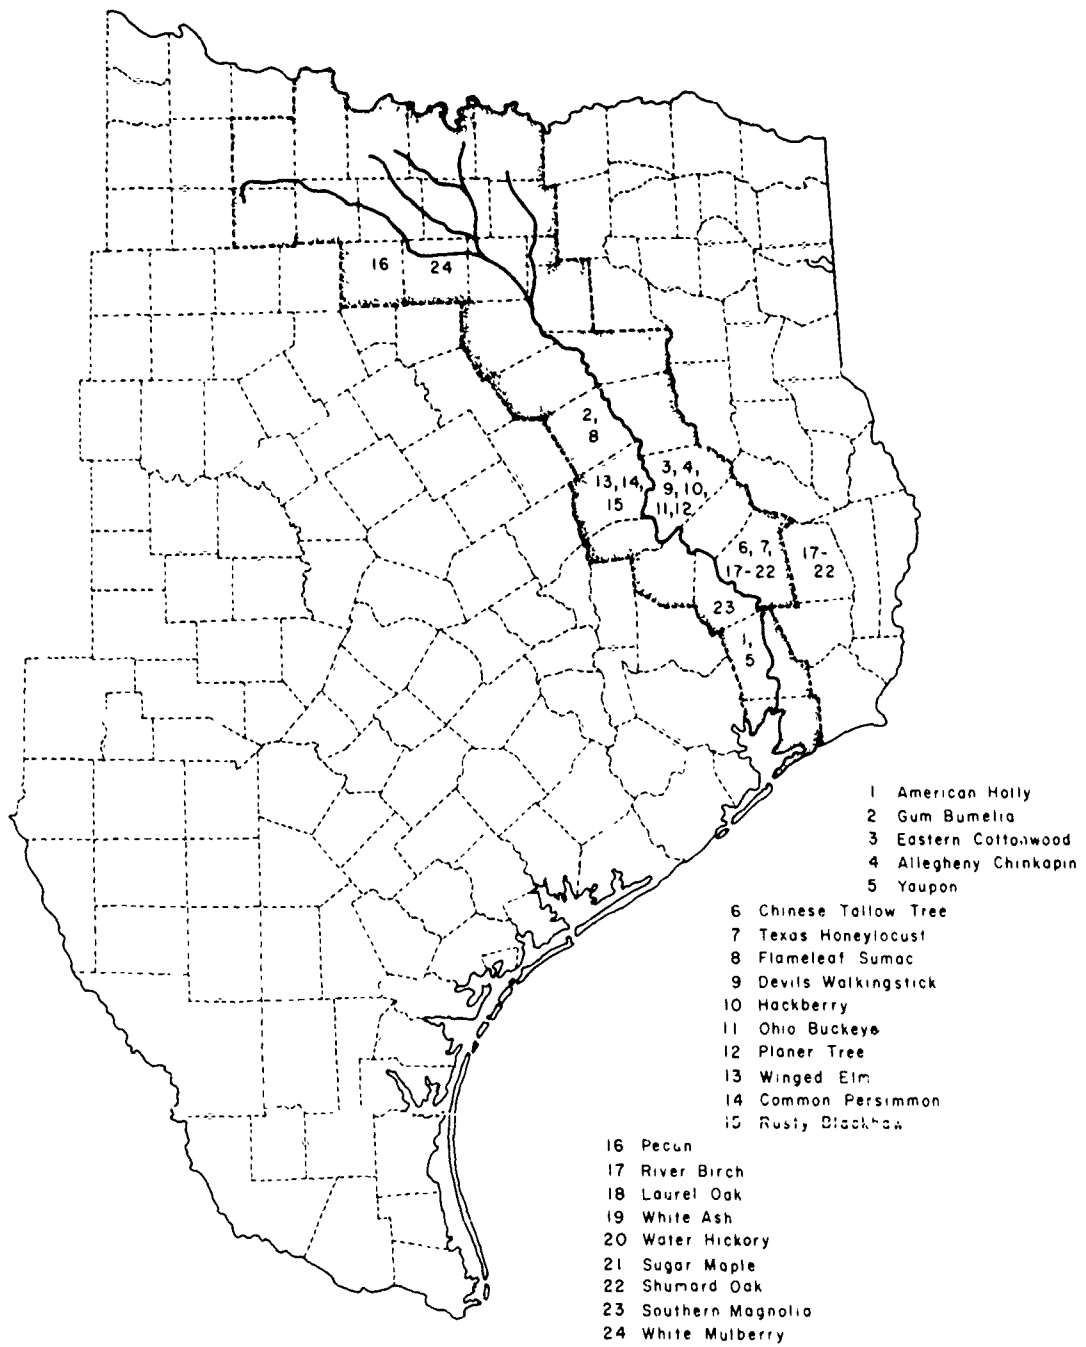 16
24
2,
8
13, 14,
15
3, 4,
9, 10,
11, 12
6, 7,
17-22
17-
22
23
1,
5
1 American Holly
2 Gum Bumelia
3 Eastern Cottonwood
4 Allegheny Chinkapin
5 Yaupon
6 Chinese Tallow Tree
7 Texas Honeylocust
8 Flameleaf Sumac
9 Devils Walkingstick
10 Hackberry
11 Ohio Buckeye
12 Planer Tree
13 Winged Elm
14 Common Persimmon
15 Rusty Blackhaw
16 Pecan
17 River Birch
18 Laurel Oak
19 White Ash
20 Water Hickory
21 Sugar Maple
22 Shumard Oak
23 Southern Magnolia
24 White Mulberry